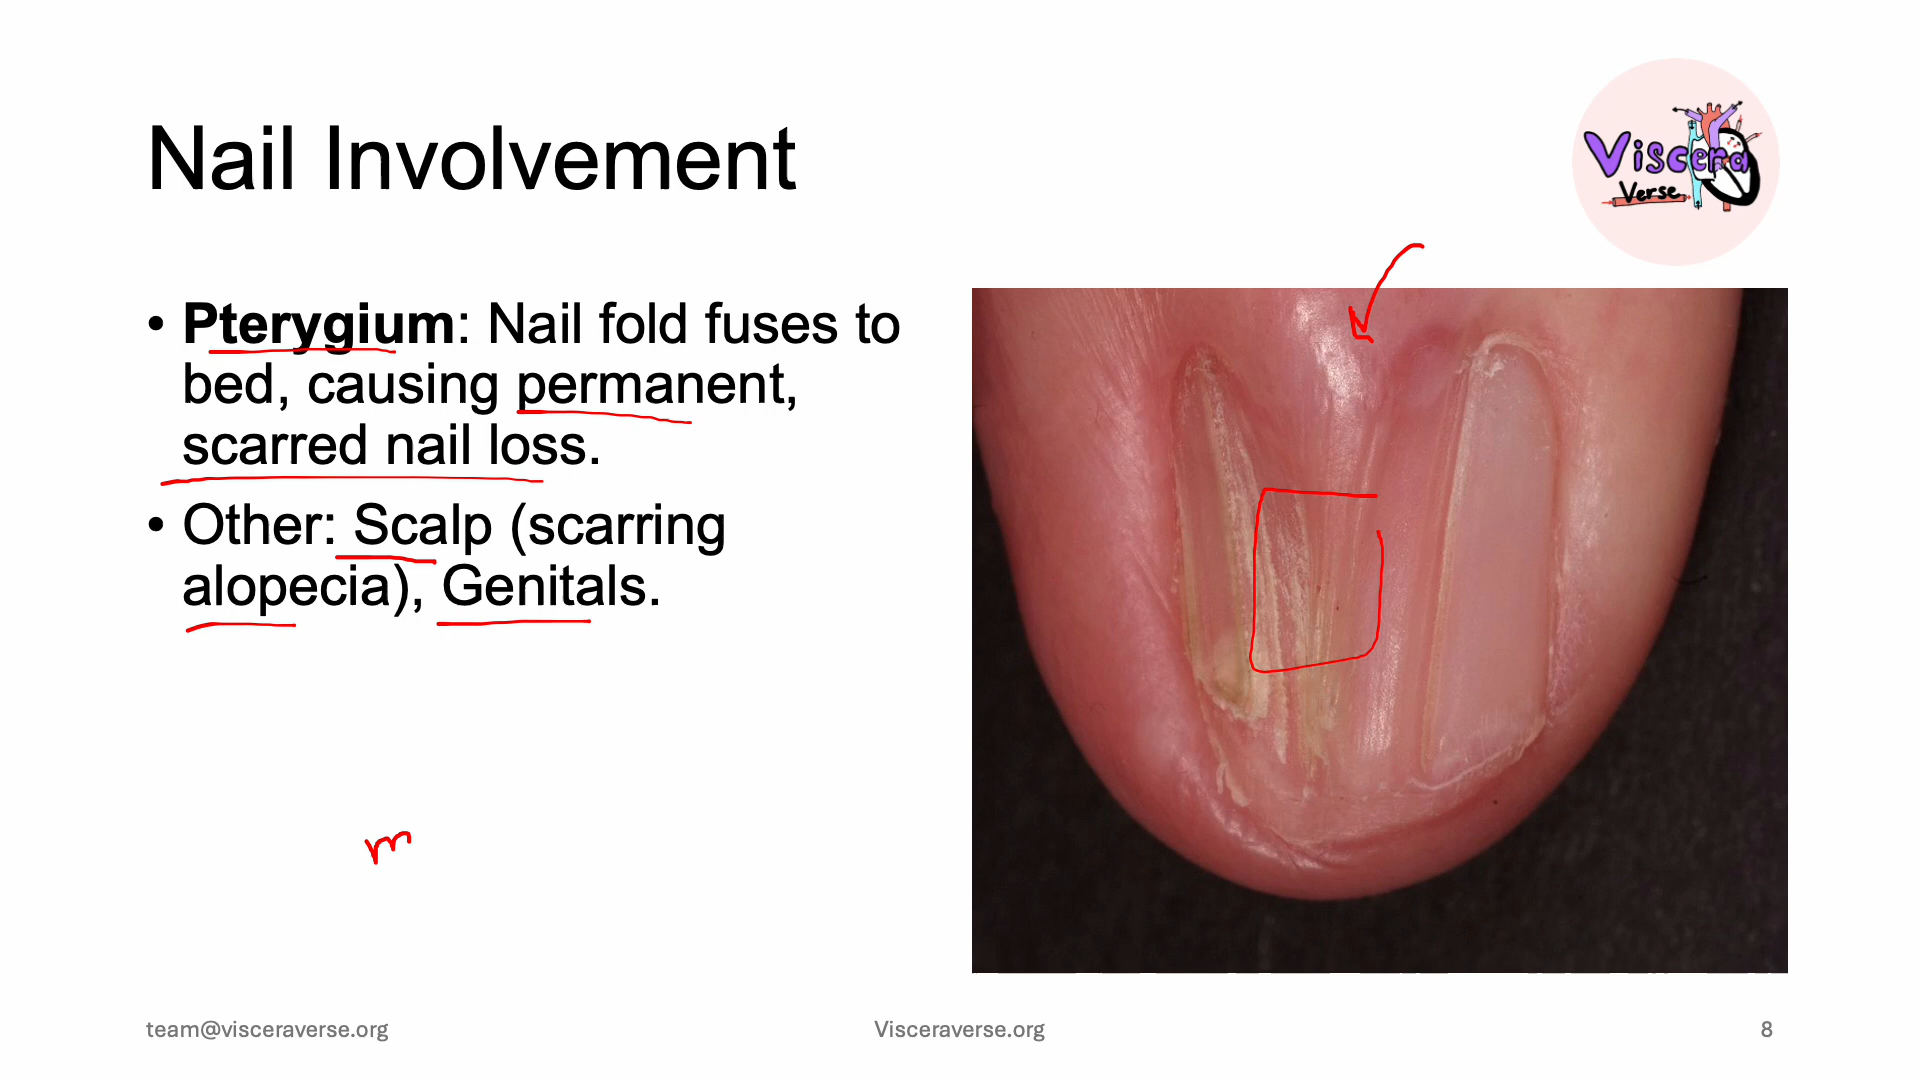 Nail Involvement
Viscera
Verse
• Pterygium: Nail fold fuses to
bed, causing permanent,
scarred nail loss.
• Other: Scalp (scarring
alopecia), Genitals.
m
team@visceraverse.org
Visceraverse.org
8